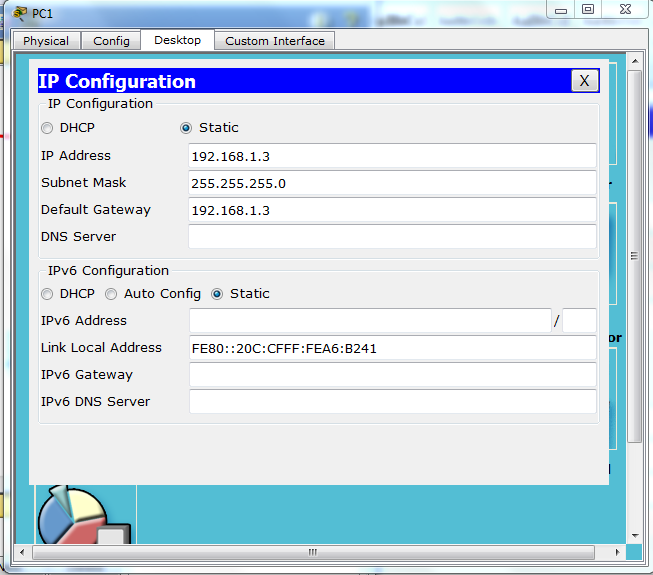 PC1
Physical Config Desktop Custom Interface
IP Configuration X
IP Configuration
DHCP Static
IP Address 192.168.1.3
Subnet Mask 255.255.255.0
Default Gateway 192.168.1.3
DNS Server
IPv6 Configuration
DHCP Auto Config Static
IPv6 Address /
or
Link Local Address FE80::20C:CFFF:FEA6:B241
IPv6 Gateway
IPv6 DNS Server